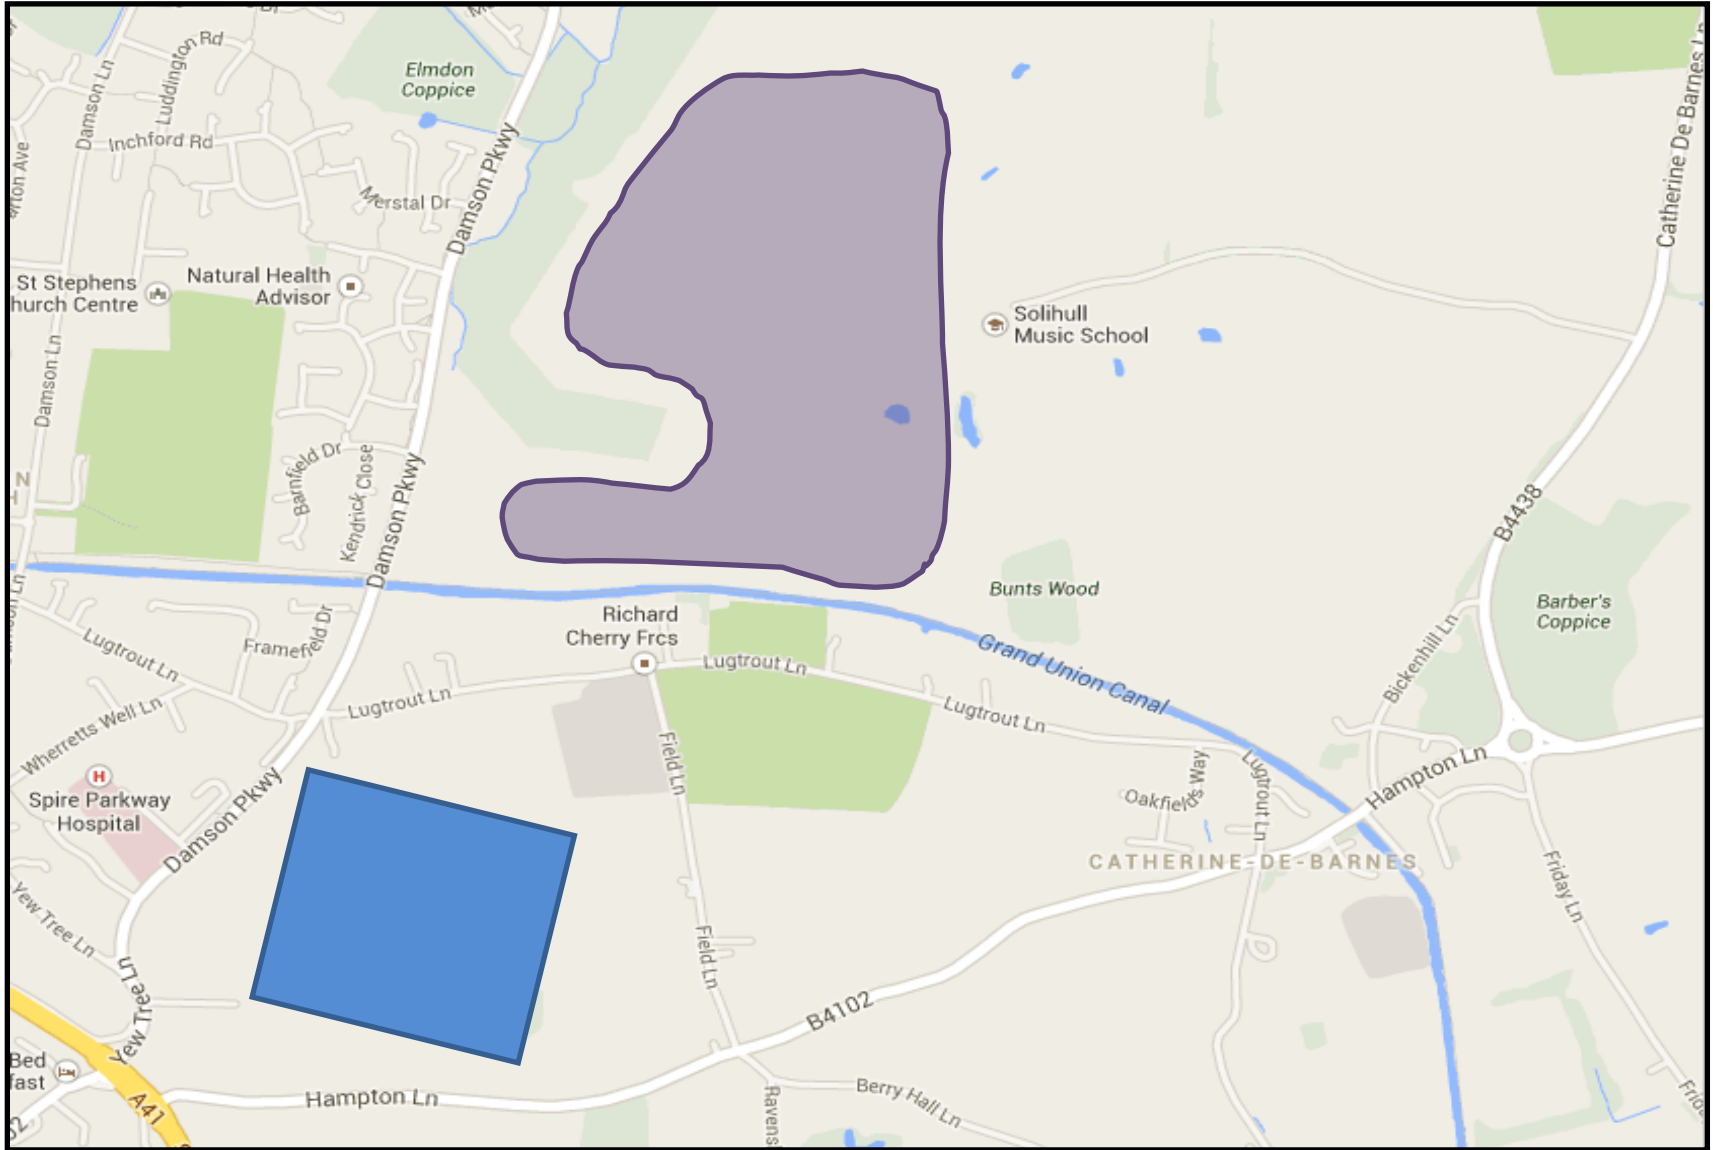 Luddington Rd
Damson Ln
Elmdon
Coppice
Inchford Rd
Merstal Dr
Damson Pkwy
Catherine De Barnes Ln
St Stephens
hurch Centre
Natural Health
Advisor
Solihull
Music School
Damson Ln
Barnfield Dr
Kendrick Close
Damson Pkwy
B4438
Bunts Wood
Barber's
Coppice
Richard
Cherry Frcs
Framefield Dr
Lugtrout Ln
Lugtrout Ln
Lugtrout Ln
Lugtrout Ln
Grand Union Canal
Bickenhill Ln
Wherretts Well Ln
Field Ln
Lugtrout Ln
Hampton Ln
Oakfields Way
H
Spire Parkway
Hospital
Damson Pkwy
CATHERINE-DE-BARNES
Friday Ln
Yew Tree Ln
Field Ln
Yew Tree Ln
B4102
Bed
fast
A41
Hampton Ln
Berry Hall Ln